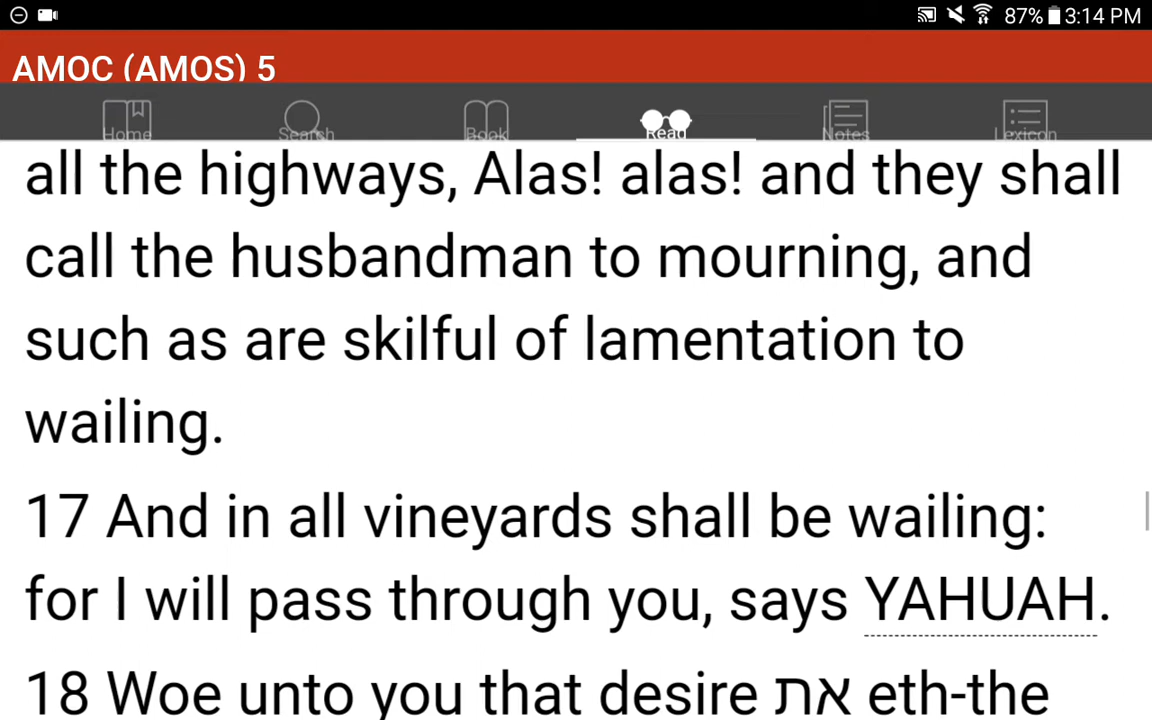 87% 3:14 PM
AMOC (AMOS) 5
Home Search Book Read Notes Lexicon
all the highways, Alas! alas! and they shall
call the husbandman to mourning, and
such as are skilful of lamentation to
wailing.
17 And in all vineyards shall be wailing:
for I will pass through you, says YAHUAH.
18 Woe unto you that desire את eth-the